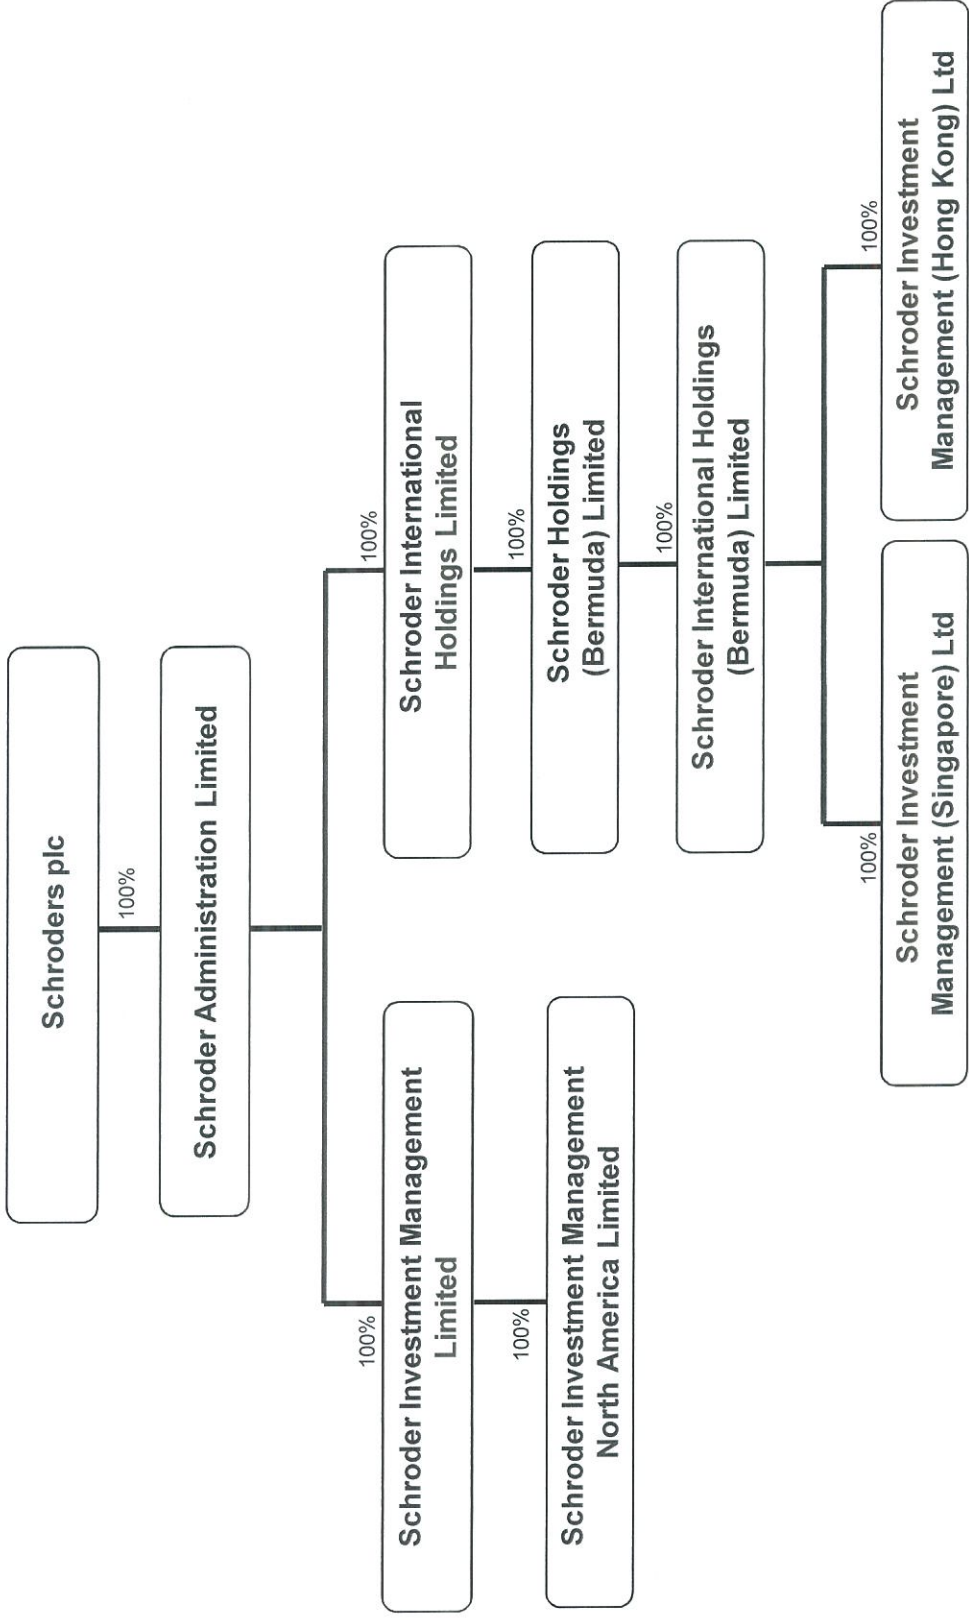 Schroders plc
100%
Schroder Administration Limited
100%
Schroder Investment Management
Limited
100%
Schroder Investment Management
North America Limited
100%
Schroder International
Holdings Limited
100%
Schroder Holdings
(Bermuda) Limited
100%
Schroder International Holdings
(Bermuda) Limited
100%
Schroder Investment
Management (Singapore) Ltd
100%
Schroder Investment
Management (Hong Kong) Ltd